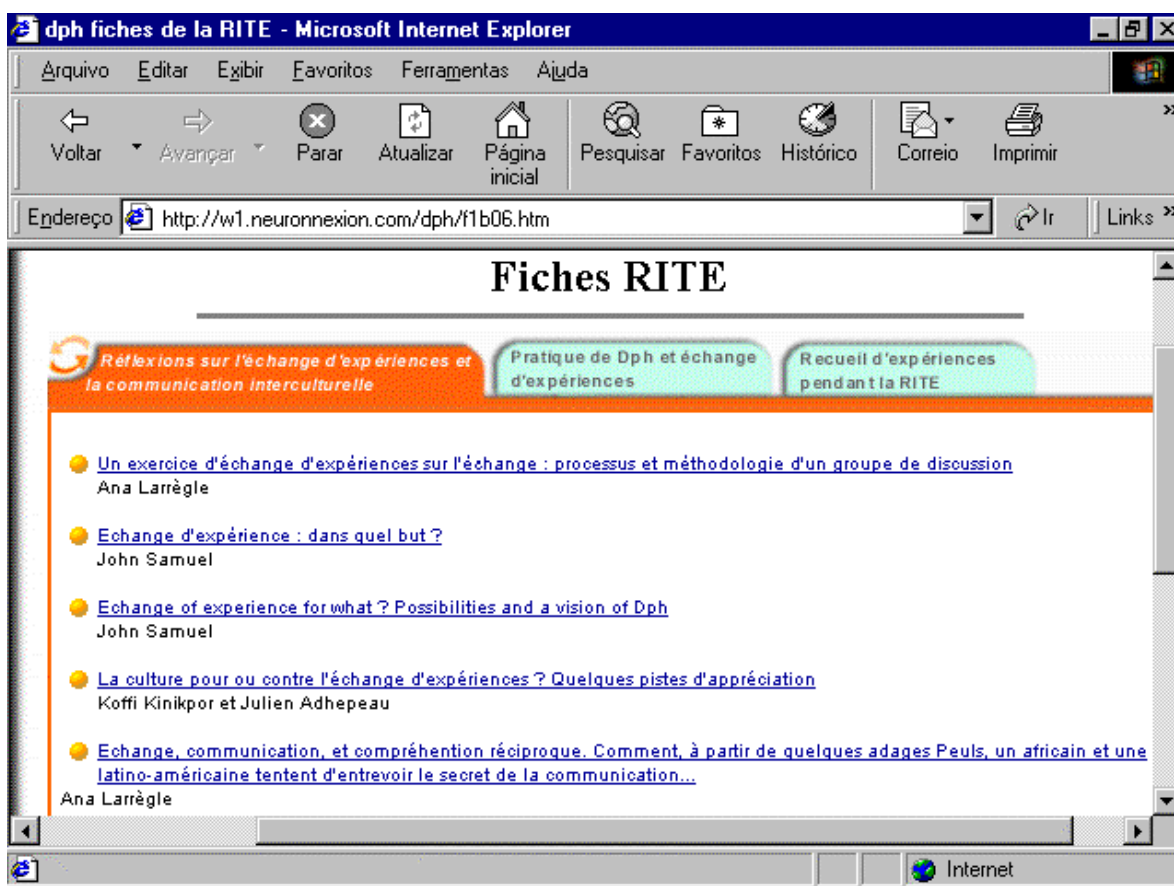 dph fiches de la RITE - Microsoft Internet Explorer
Arquivo Editar Exibir Favoritos Ferramentas Ajuda
Voltar Avançar Parar Atualizar Página inicial Pesquisar Favoritos Histórico Correio Imprimir
Endereço http://w1.neuronnexion.com/dph/f1b06.htm Ir Links
Fiches RITE
Réflexions sur l'échange d'expériences et
la communication interculturelle
Pratique de Dph et échange
d'expériences
Recueil d'expériences
pendant la RITE
Un exercice d'échange d'expériences sur l'échange : processus et méthodologie d'un groupe de discussion
Ana Larrègle
Echange d'expérience : dans quel but ?
John Samuel
Echange of experience for what ? Possibilities and a vision of Dph
John Samuel
La culture pour ou contre l'échange d'expériences ? Quelques pistes d'appréciation
Koffi Kinikpor et Julien Adhepeau
Echange, communication, et compréhention réciproque. Comment, à partir de quelques adages Peuls, un africain et une
latino-américaine tentent d'entrevoir le secret de la communication...
Ana Larrègle
Internet